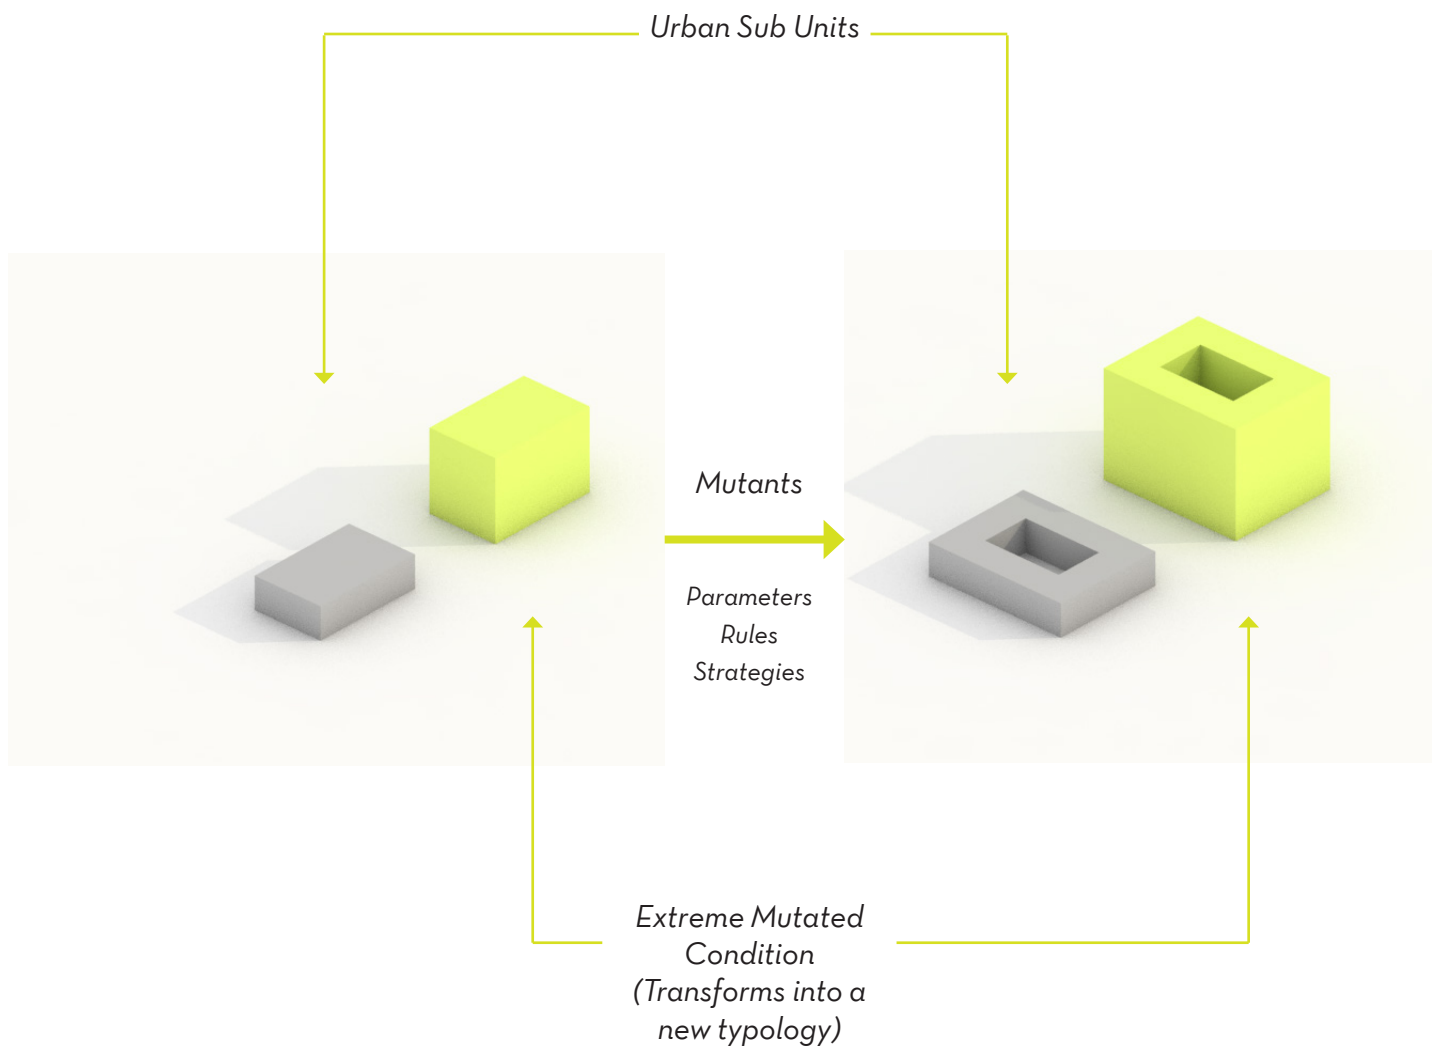 Urban Sub Units
Mutants
Parameters
Rules
Strategies
Extreme Mutated
Condition
(Transforms into a
new typology)